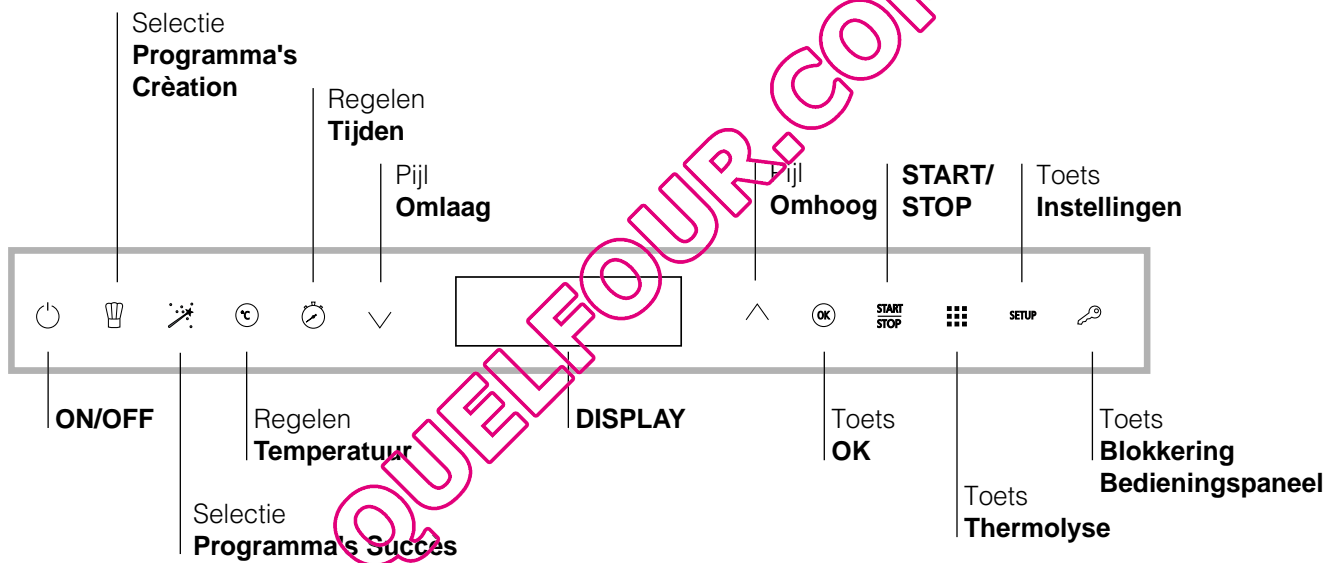 Selectie
Programma's
Crèation
Regelen
Tijden
Pijl
Omlaag
Pijl
Omhoog
START/
STOP
Toets
Instellingen
°C
OK
START
STOP
SETUP
ON/OFF
Regelen
Temperatuur
DISPLAY
Toets
OK
Toets
Blokkering
Bedieningspaneel
Selectie
Programma's Succes
Toets
Thermolyse
QUELFOUR.COM